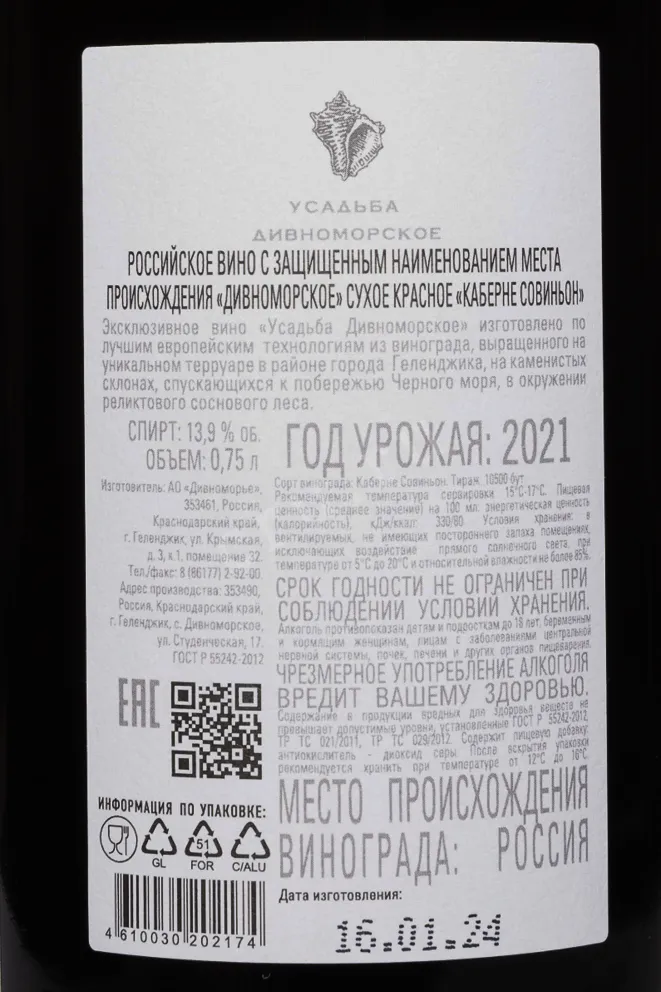 УСАДЬБА
ДИВНОМОРСКОЕ
РОССИЙСКОЕ ВИНО С ЗАЩИЩЕННЫМ НАИМЕНОВАНИЕМ МЕСТА
ПРОИСХОЖДЕНИЯ «ДИВНОМОРСКОЕ» СУХОЕ КРАСНОЕ «КАБЕРНЕ СОВИНЬОН»
Эксклюзивное вино «Усадьба Дивноморское» изготовлено по
лучшим европейским технологиям из винограда, выращенного на
уникальном терруаре в районе города Геленджика, на каменистых
склонах, спускающихся к побережью Черного моря, в окружении
реликтового соснового леса.
СПИРТ: 13,9 % об.
ОБЪЕМ: 0,75 л
ГОД УРОЖАЯ: 2021
Изготовитель: АО «Дивноморье»,
353461, Россия,
Краснодарский край,
г. Геленджик, ул. Крымская,
д. 3, к.1. помещение 32.
Тел./факс: 8 (86177) 2-92-00.
Адрес производства: 353490,
Россия, Краснодарский край,
г. Геленджик, с. Дивноморское,
ул. Студенческая, 17.
ГОСТ Р 55242-2012
Сорт винограда: Каберне Совиньон. Тираж: 10500 бут
Рекомендуемая температура сервировки 15°С-17°С. Пищевая
ценность (среднее значение) на 100 мл: энергетическая ценность
(калорийность), кДж/ккал: 330/80 Условия хранения: в
вентилируемых, не имеющих постороннего запаха помещениях,
исключающих воздействие прямого солнечного света, при
температуре от 5°С до 20°С и относительной влажности не более 85%.
СРОК ГОДНОСТИ НЕ ОГРАНИЧЕН ПРИ
СОБЛЮДЕНИИ УСЛОВИЙ ХРАНЕНИЯ.
Алкоголь противопоказан детям и подросткам до 18 лет, беременным
и кормящим женщинам, лицам с заболеваниями центральной
нервной системы, почек, печени и других органов пищеварения.
ЧРЕЗМЕРНОЕ УПОТРЕБЛЕНИЕ АЛКОГОЛЯ
ВРЕДИТ ВАШЕМУ ЗДОРОВЬЮ.
Содержание в продукции вредных для здоровья веществ не
превышает допустимые уровни, установленные ГОСТ Р 55242-2012,
ТР ТС 021/2011, ТР ТС 029/2012. Содержит пищевую добавку:
антиокислитель - диоксид серы. После вскрытия упаковки
рекомендуется хранить при температуре от 12°С до 16°С.
ЕАС
ИНФОРМАЦИЯ ПО УПАКОВКЕ:
GL
51
FOR
C/ALU
МЕСТО ПРОИСХОЖДЕНИЯ
ВИНОГРАДА: РОССИЯ
Дата изготовления:
16.01.24
4 610030 202174